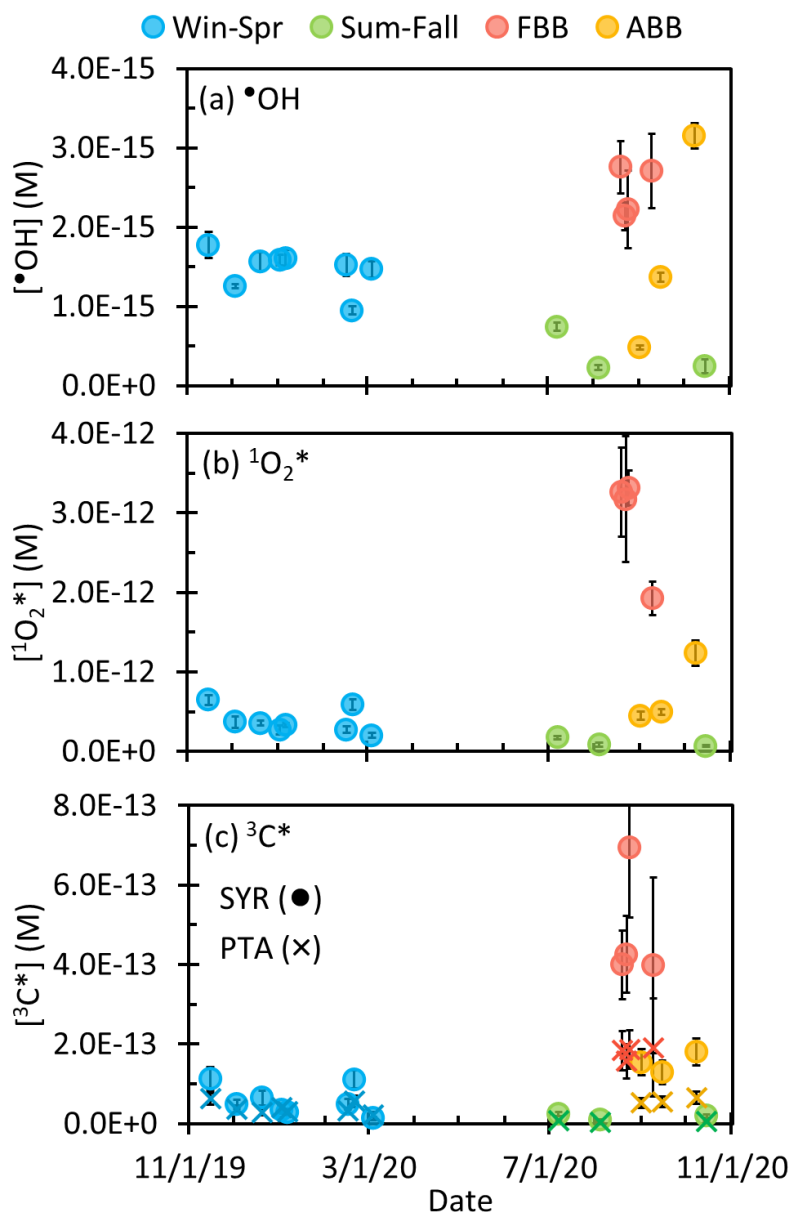 Win-Spr Sum-Fall FBB ABB
4.0E-15
(a) •OH
3.0E-15
2.0E-15
1.0E-15
0.0E+0
[•OH] (M)
4.0E-12
(b) ¹O₂*
3.0E-12
2.0E-12
1.0E-12
0.0E+0
[¹O₂*] (M)
8.0E-13
(c) ³C*
6.0E-13
SYR (●)
PTA (×)
4.0E-13
2.0E-13
0.0E+0
[³C*] (M)
11/1/19 3/1/20 7/1/20 11/1/20
Date